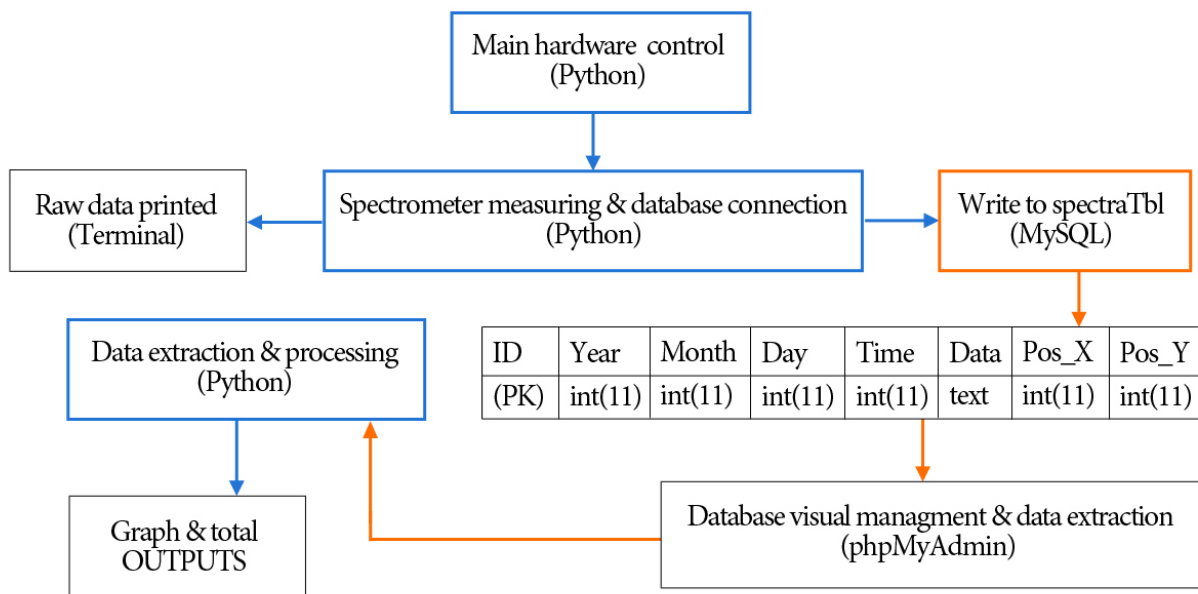 Main hardware control
(Python)
Raw data printed
(Terminal)
Spectrometer measuring & database connection
(Python)
Write to spectraTbl
(MySQL)
Data extraction & processing
(Python)
ID Year Month Day Time Data Pos_X Pos_Y
(PK) int(11) int(11) int(11) int(11) text int(11) int(11)
Graph & total
OUTPUTS
Database visual managment & data extraction
(phpMyAdmin)